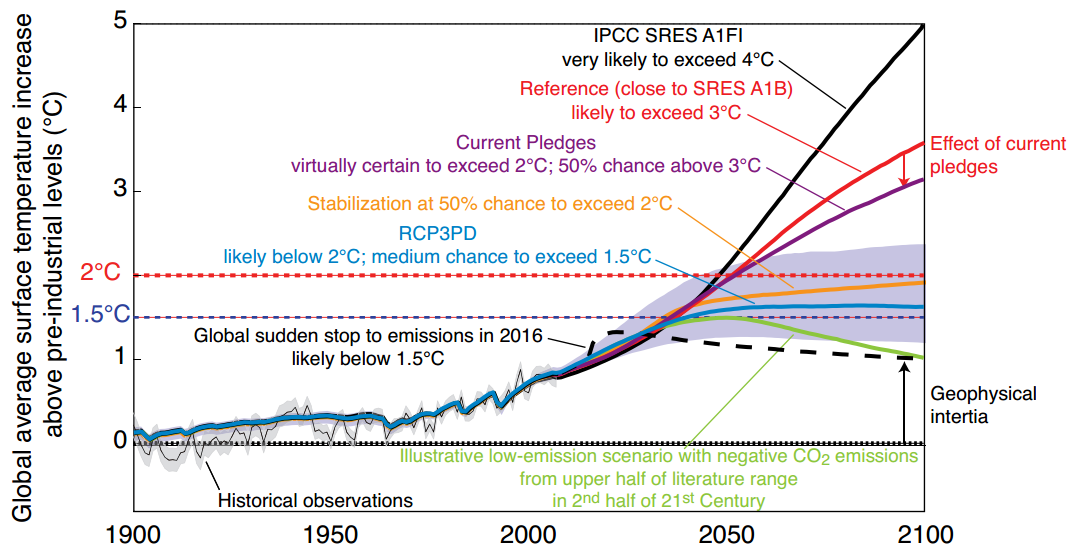 Global average surface temperature increase
above pre-industrial levels (°C)
5
4
3
2°C
1.5°C
1
0
IPCC SRES A1FI
very likely to exceed 4°C
Reference (close to SRES A1B)
likely to exceed 3°C
Current Pledges
virtually certain to exceed 2°C; 50% chance above 3°C
Effect of current
pledges
Stabilization at 50% chance to exceed 2°C
RCP3PD
likely below 2°C; medium chance to exceed 1.5°C
Global sudden stop to emissions in 2016
likely below 1.5°C
Geophysical
intertia
Illustrative low-emission scenario with negative CO2 emissions
from upper half of literature range
in 2nd half of 21st Century
Historical observations
1900
1950
2000
2050
2100